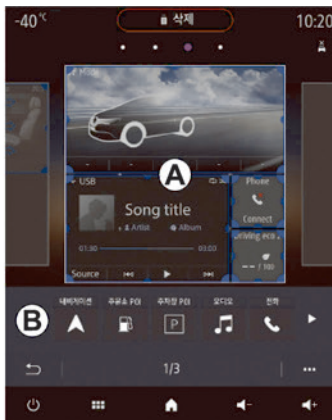 -40°C
삭제
10:20
A
USB
Phone
Song title
Artist Album
Connect
01:30 03:03
Driving eco
-- / 100
Source
B
내비게이션 주유소 POI 주차장 POI 오디오 전화
P
1/3